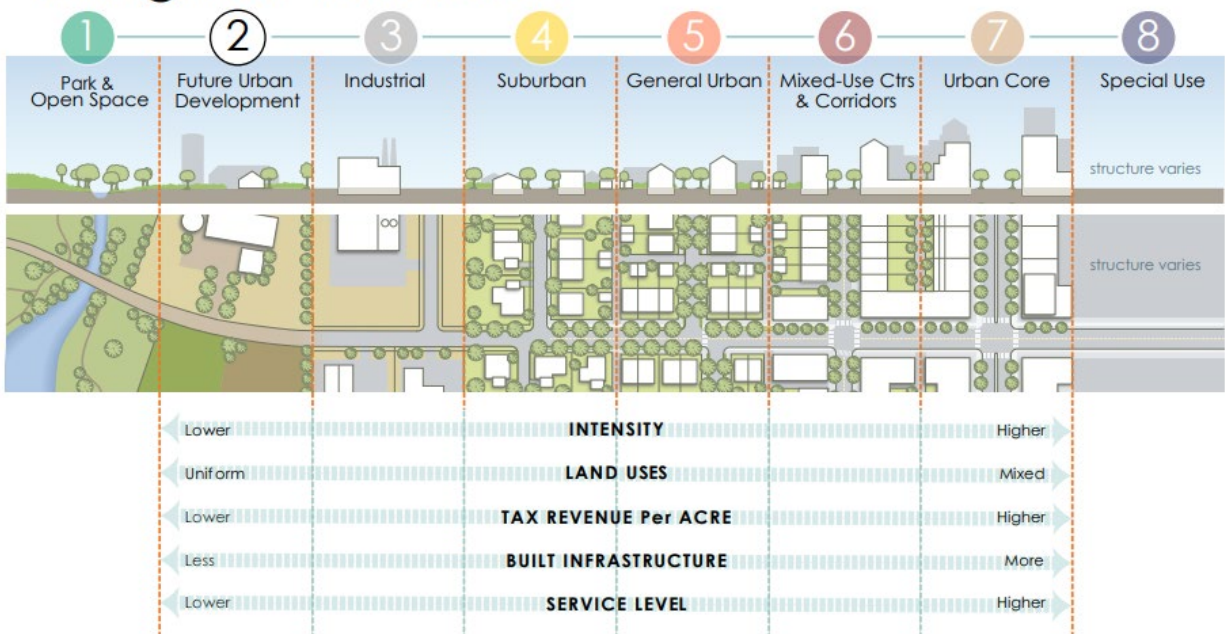 1
2
3
4
5
6
7
8
Park &
Open Space
Future Urban
Development
Industrial
Suburban
General Urban
Mixed-Use Ctrs
& Corridors
Urban Core
Special Use
structure varies
structure varies
Lower INTENSITY Higher
Uniform LAND USES Mixed
Lower TAX REVENUE Per ACRE Higher
Less BUILT INFRASTRUCTURE More
Lower SERVICE LEVEL Higher